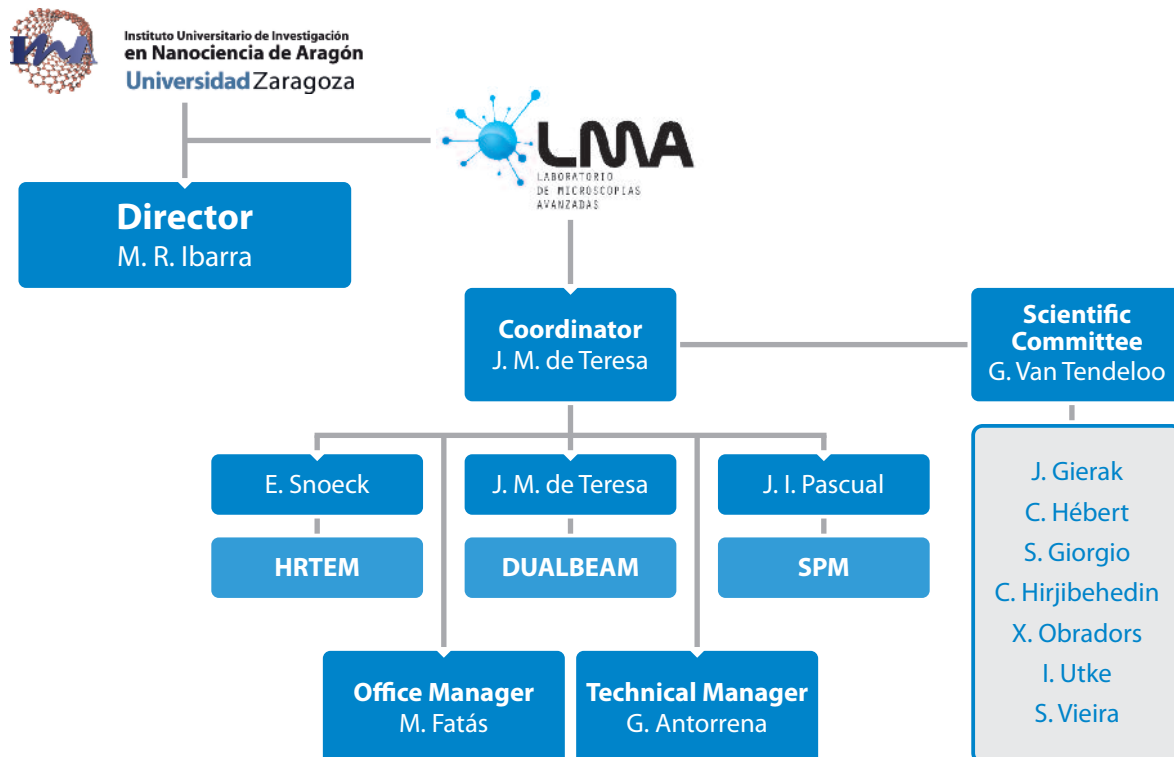 Instituto Universitario de Investigación
en Nanociencia de Aragón
Universidad Zaragoza
LMA
LABORATORIO
DE MICROSCOPIAS
AVANZADAS
Director
M. R. Ibarra
Coordinator
J. M. de Teresa
Scientific
Committee
G. Van Tendeloo
E. Snoeck
J. M. de Teresa
J. I. Pascual
HRTEM
DUALBEAM
SPM
J. Gierak
C. Hébert
S. Giorgio
C. Hirjibehedin
X. Obradors
I. Utke
S. Vieira
Office Manager
M. Fatás
Technical Manager
G. Antorrena